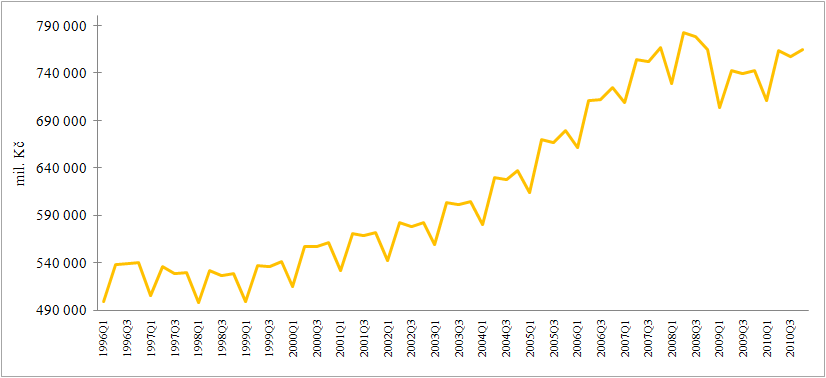 790 000
740 000
690 000
640 000
590 000
540 000
490 000
mil. Kč
1996Q1
1996Q3
1997Q1
1997Q3
1998Q1
1998Q3
1999Q1
1999Q3
2000Q1
2000Q3
2001Q1
2001Q3
2002Q1
2002Q3
2003Q1
2003Q3
2004Q1
2004Q3
2005Q1
2005Q3
2006Q1
2006Q3
2007Q1
2007Q3
2008Q1
2008Q3
2009Q1
2009Q3
2010Q1
2010Q3